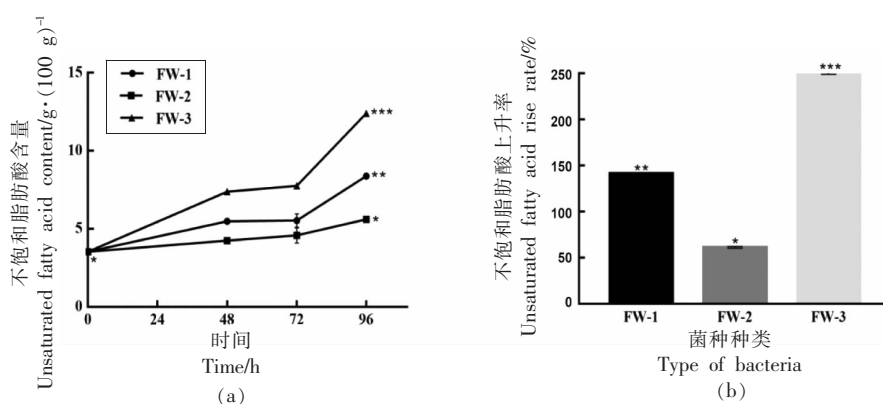 不饱和脂肪酸含量
Unsaturated fatty acid content/g·(100 g)⁻¹
15
10
5
0
FW-1
FW-2
FW-3
***
**
*
*
0 24 48 72 96
时间
Time/h
(a)
不饱和脂肪酸上升率
Unsaturated fatty acid rise rate/%
250
200
150
100
50
0
**
*
***
FW-1 FW-2 FW-3
菌种种类
Type of bacteria
(b)